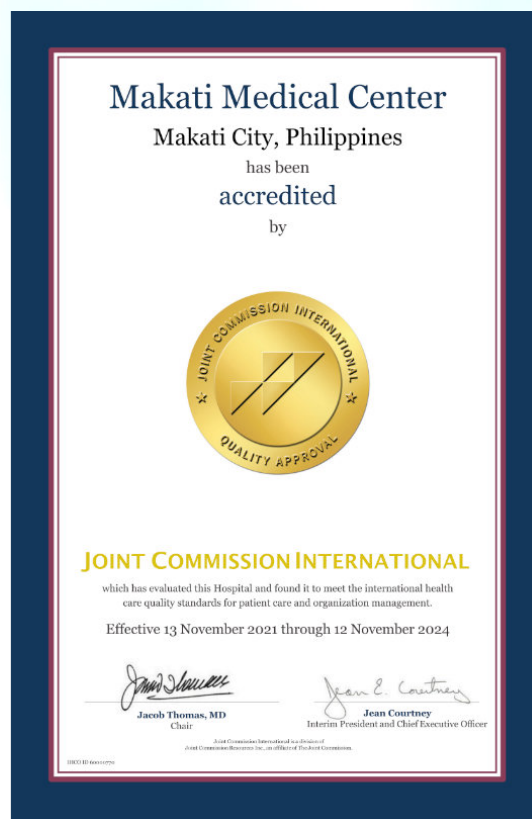 Makati Medical Center
Makati City, Philippines
has been
accredited
by
JOINT COMMISSION INTERNATIONAL
QUALITY APPROVAL
JOINT COMMISSION INTERNATIONAL
which has evaluated this Hospital and found it to meet the international health
care quality standards for patient care and organization management.
Effective 13 November 2021 through 12 November 2024
Jacob Thomas, MD
Chair
Jean E. Courtney
Jean Courtney
Interim President and Chief Executive Officer
Joint Commission International is a division of
Joint Commission Resources Inc., an affiliate of The Joint Commission.